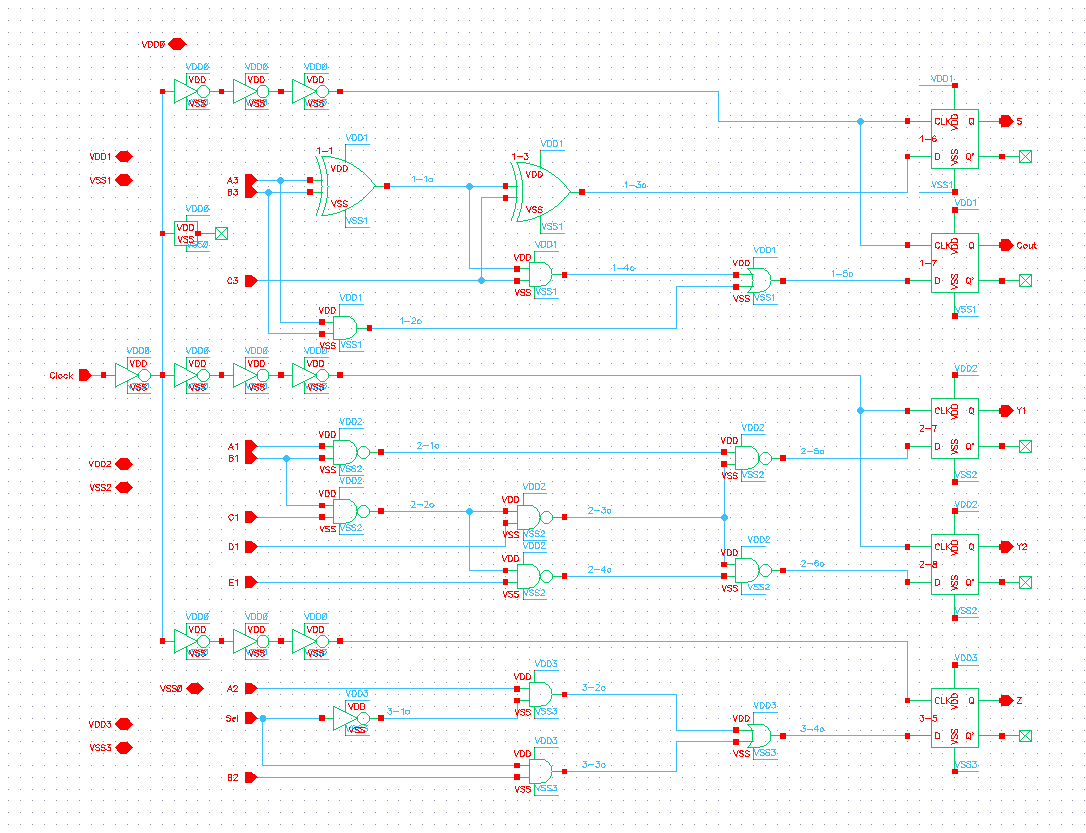 VDD0
VDD0 VDD0 VDD0
VDD VDD VDD
VSS VSS VSS
VDD1
CLK VDD Q S
1-6
D VSS Q'
VSS1
VDD1
VSS1
1-1
VDD1
VDD
VSS
VSS1
1-1o
1-3
VDD1
VDD
VSS
VSS1
1-3o
A3
B3
VDD0
VDD
VSS
VSS0
C3
VDD1
VDD
VSS
VSS1
1-4o
VDD1
VDD
VSS
VSS1
1-5o
VDD1
CLK VDD Q Cout
1-7
D VSS Q'
VSS1
VDD1
VDD
VSS
VSS1
1-2o
Clock
VDD0 VDD0 VDD0 VDD0
VDD VDD VDD VDD
VSS VSS VSS VSS
VDD2
CLK VDD Q Y1
2-7
D VSS Q'
VSS2
VDD2
VSS2
A1
B1
VDD2
VDD
VSS
VSS2
2-1o
VDD2
VDD
VSS
VSS2
2-5o
C1
VDD2
VDD
VSS
VSS2
2-2o
VDD2
VDD
VSS
VSS2
2-3o
D1
E1
VDD2
VDD
VSS
VSS2
2-4o
VDD2
VDD
VSS
VSS2
2-6o
VDD2
CLK VDD Q Y2
2-8
D VSS Q'
VSS2
VDD0 VDD0 VDD0
VDD VDD VDD
VSS VSS VSS
VSS0
VDD3
VSS3
A2
Sel
B2
VDD3
VDD
VSS3
3-1o
VDD3
VDD
VSS
VSS3
3-2o
VDD3
VDD
VSS
VSS3
3-3o
VDD3
VDD
VSS
VSS3
3-4o
VDD3
CLK VDD Q Z
3-5
D VSS Q'
VSS3